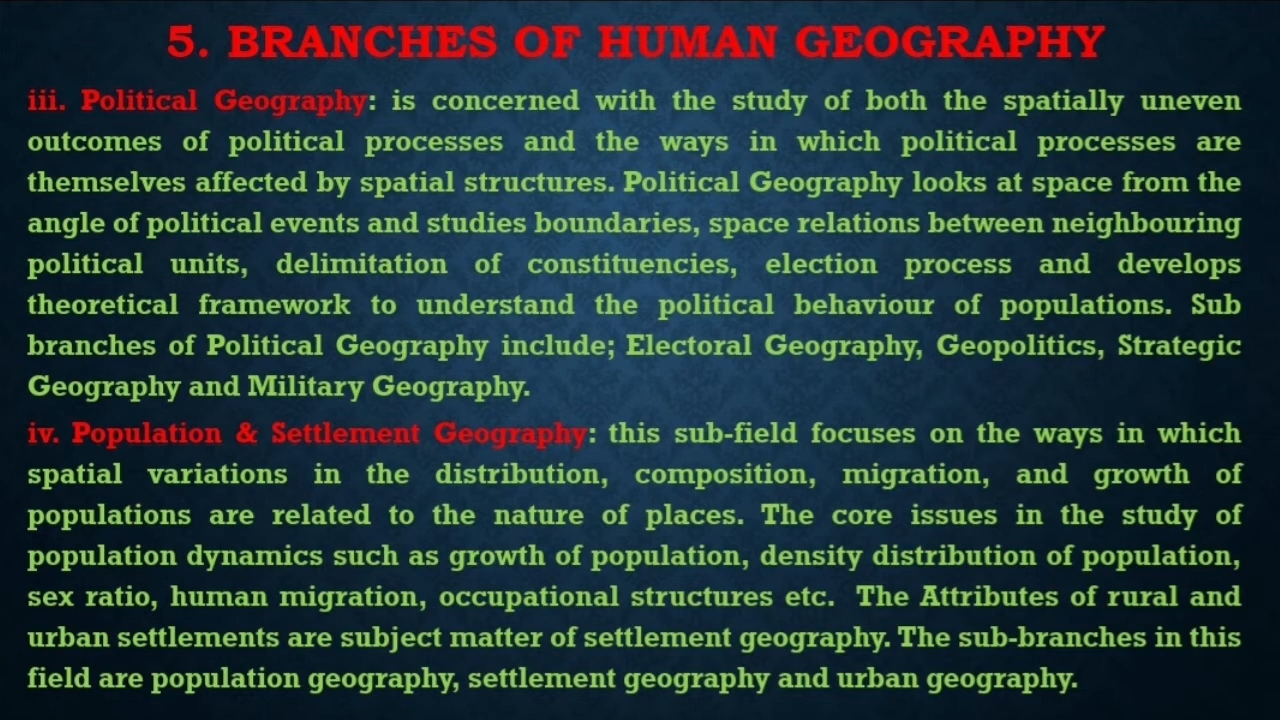 5. BRANCHES OF HUMAN GEOGRAPHY
iii. Political Geography: is concerned with the study of both the spatially uneven
outcomes of political processes and the ways in which political processes are
themselves affected by spatial structures. Political Geography looks at space from the
angle of political events and studies boundaries, space relations between neighbouring
political units, delimitation of constituencies, election process and develops
theoretical framework to understand the political behaviour of populations. Sub
branches of Political Geography include; Electoral Geography, Geopolitics, Strategic
Geography and Military Geography.
iv. Population & Settlement Geography: this sub-field focuses on the ways in which
spatial variations in the distribution, composition, migration, and growth of
populations are related to the nature of places. The core issues in the study of
population dynamics such as growth of population, density distribution of population,
sex ratio, human migration, occupational structures etc. The Attributes of rural and
urban settlements are subject matter of settlement geography. The sub-branches in this
field are population geography, settlement geography and urban geography.